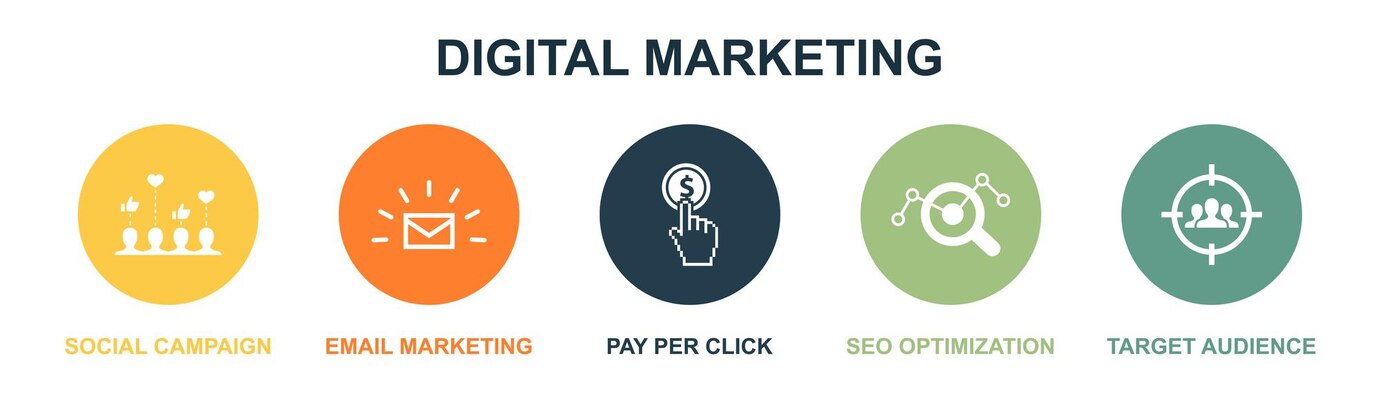 DIGITAL MARKETING
$
SOCIAL CAMPAIGN
EMAIL MARKETING
PAY PER CLICK
SEO OPTIMIZATION
TARGET AUDIENCE